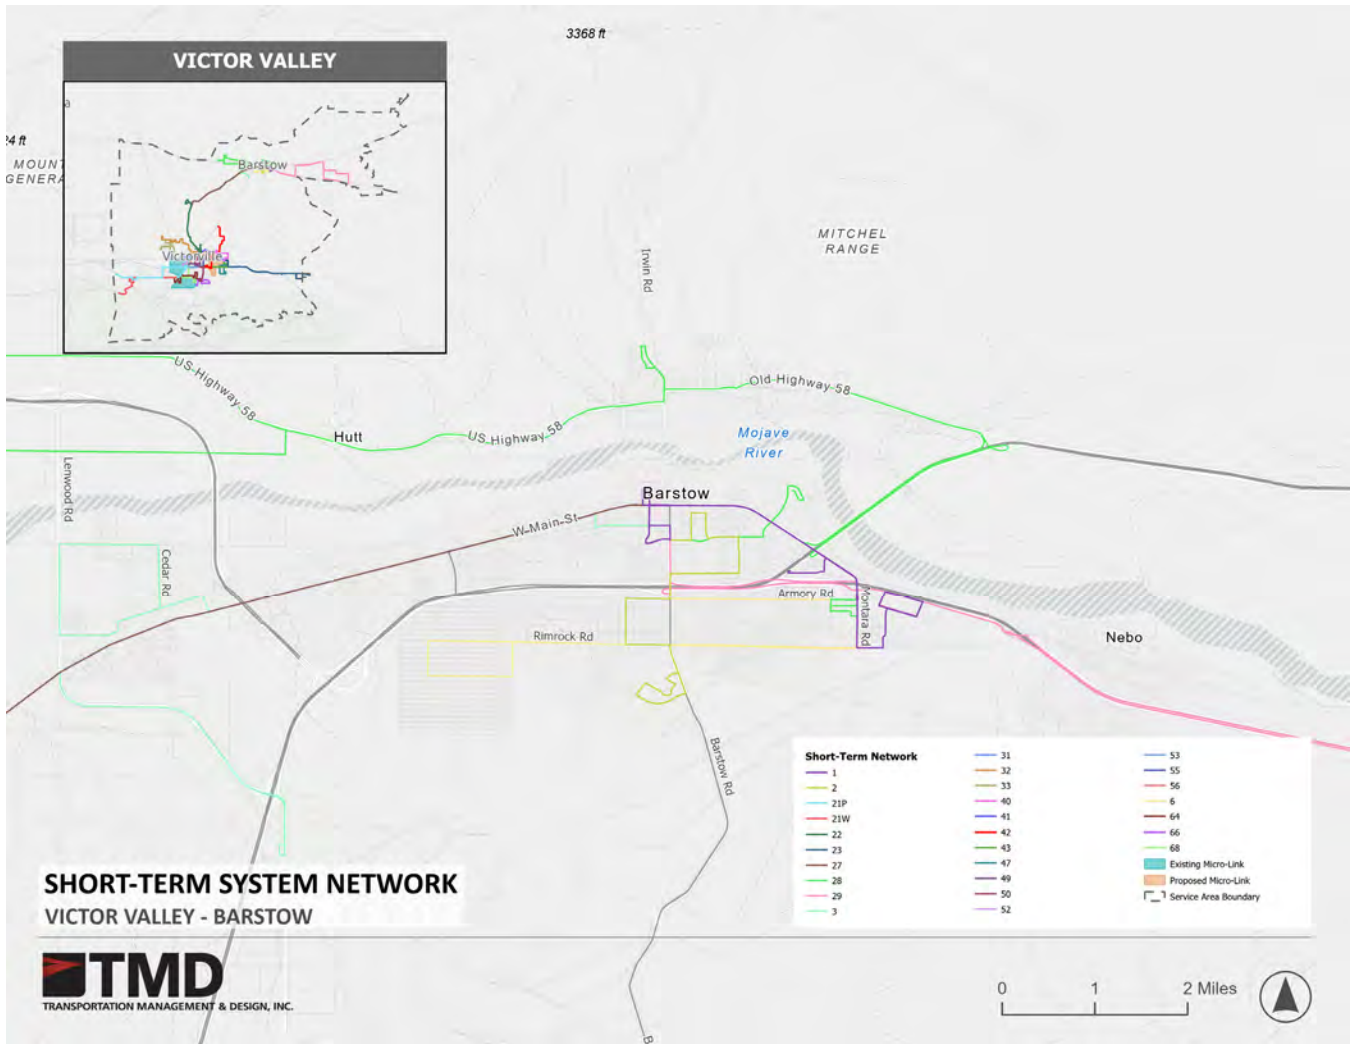 3368 ft
VICTOR VALLEY
a
Barstow
Victorville
24 ft
MOUNT
GENERA
MITCHEL
RANGE
Irwin Rd
US Highway 58
Old Highway 58
Hutt
US Highway 58
Mojave
River
Lenwood Rd
Barstow
W Main St
Cedar Rd
Armory Rd
Montara Rd
Rimrock Rd
Nebo
Barstow Rd
Short-Term Network
1
2
21P
21W
22
23
27
28
29
3
31
32
33
40
41
42
43
47
49
50
52
53
55
56
6
64
66
68
Existing Micro-Link
Proposed Micro-Link
Service Area Boundary
SHORT-TERM SYSTEM NETWORK
VICTOR VALLEY - BARSTOW
TMD
TRANSPORTATION MANAGEMENT & DESIGN, INC.
0 1 2 Miles
B